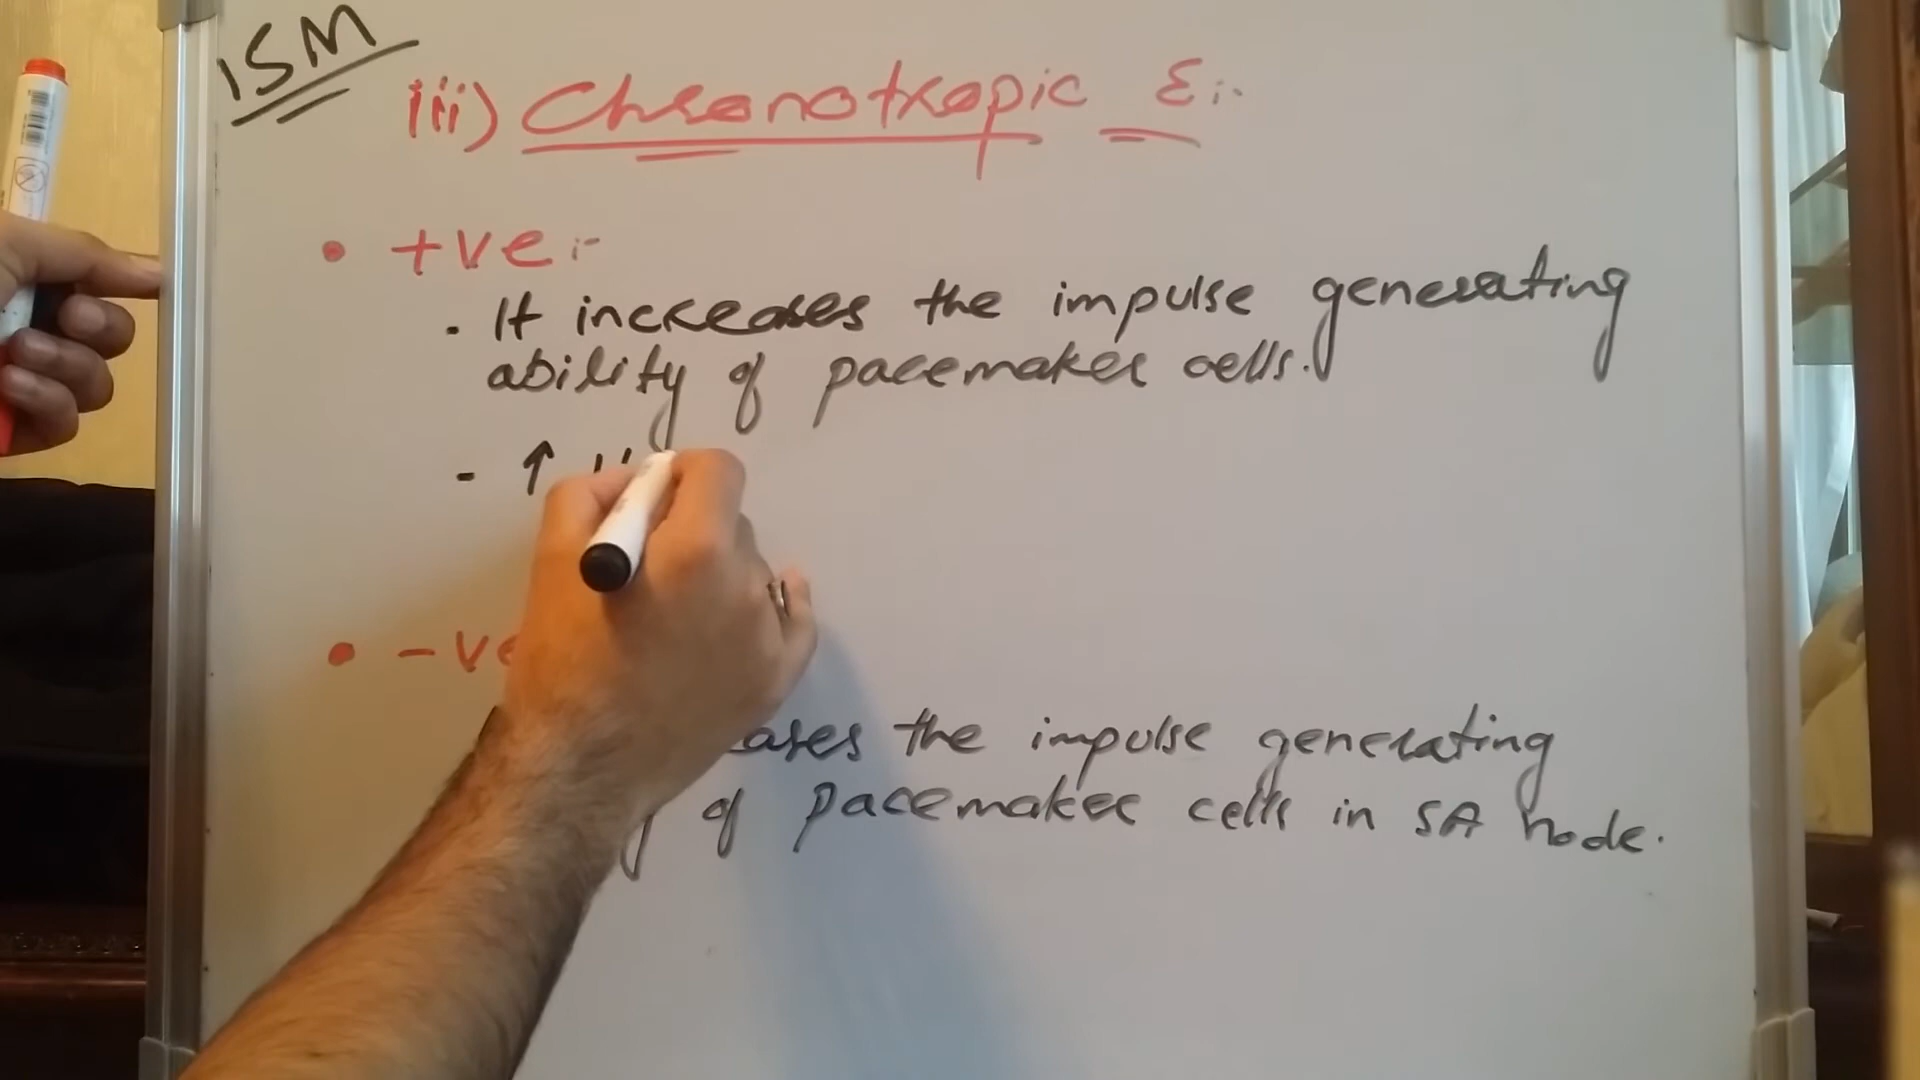 ISM
iii) Chronotropic E:-
• +ve:-
. It increases the impulse generating
ability of pacemaker cells.
- ↑
• -ve
the impulse generating
of pacemaker cells in SA node.